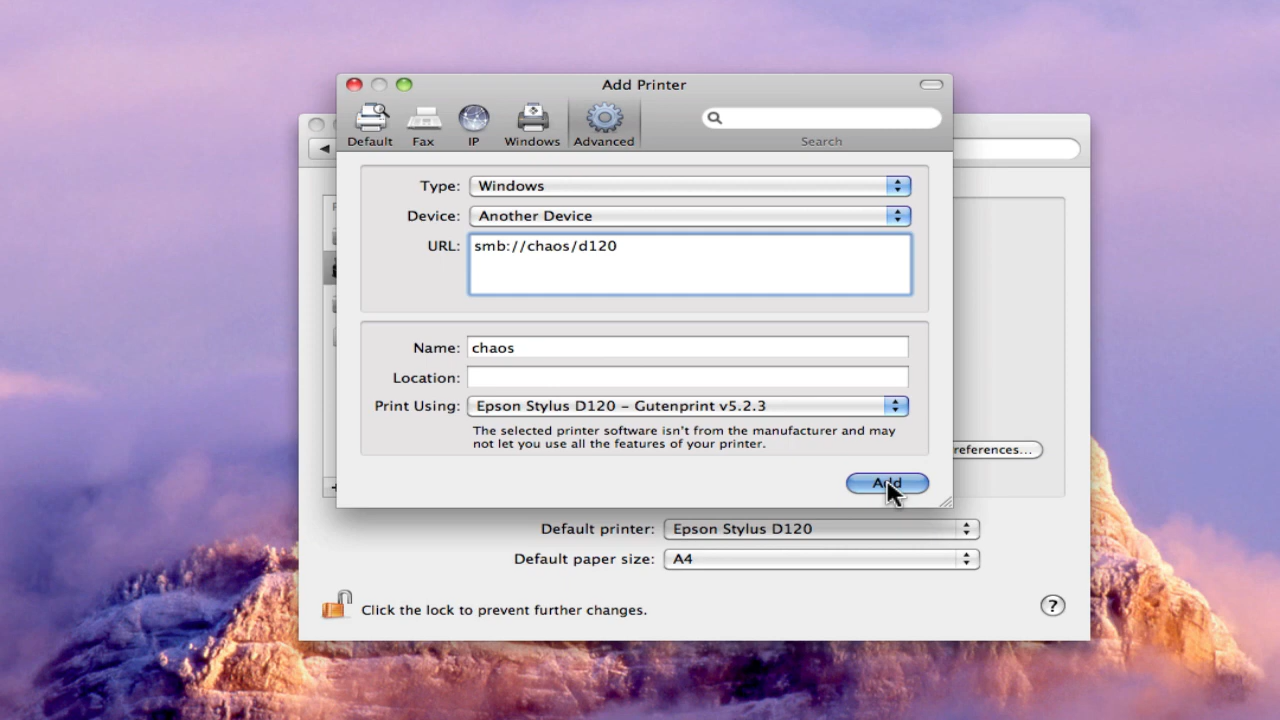 Add Printer
Default Fax IP Windows Advanced Search
Type: Windows
Device: Another Device
URL: smb://chaos/d120
Name: chaos
Location:
Print Using: Epson Stylus D120 – Gutenprint v5.2.3
The selected printer software isn't from the manufacturer and may
not let you use all the features of your printer.
references...
Add
Default printer: Epson Stylus D120
Default paper size: A4
Click the lock to prevent further changes.
?